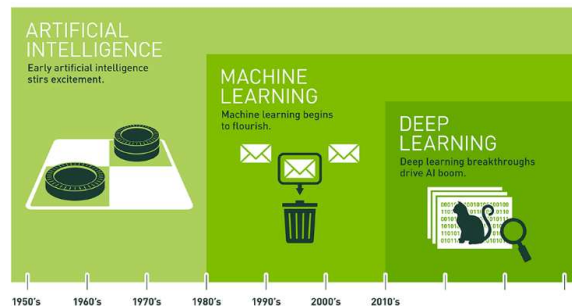 ARTIFICIAL
INTELLIGENCE
Early artificial intelligence
stirs excitement.
MACHINE
LEARNING
Machine learning begins
to flourish.
DEEP
LEARNING
Deep learning breakthroughs
drive AI boom.
1950's 1960's 1970's 1980's 1990's 2000's 2010's